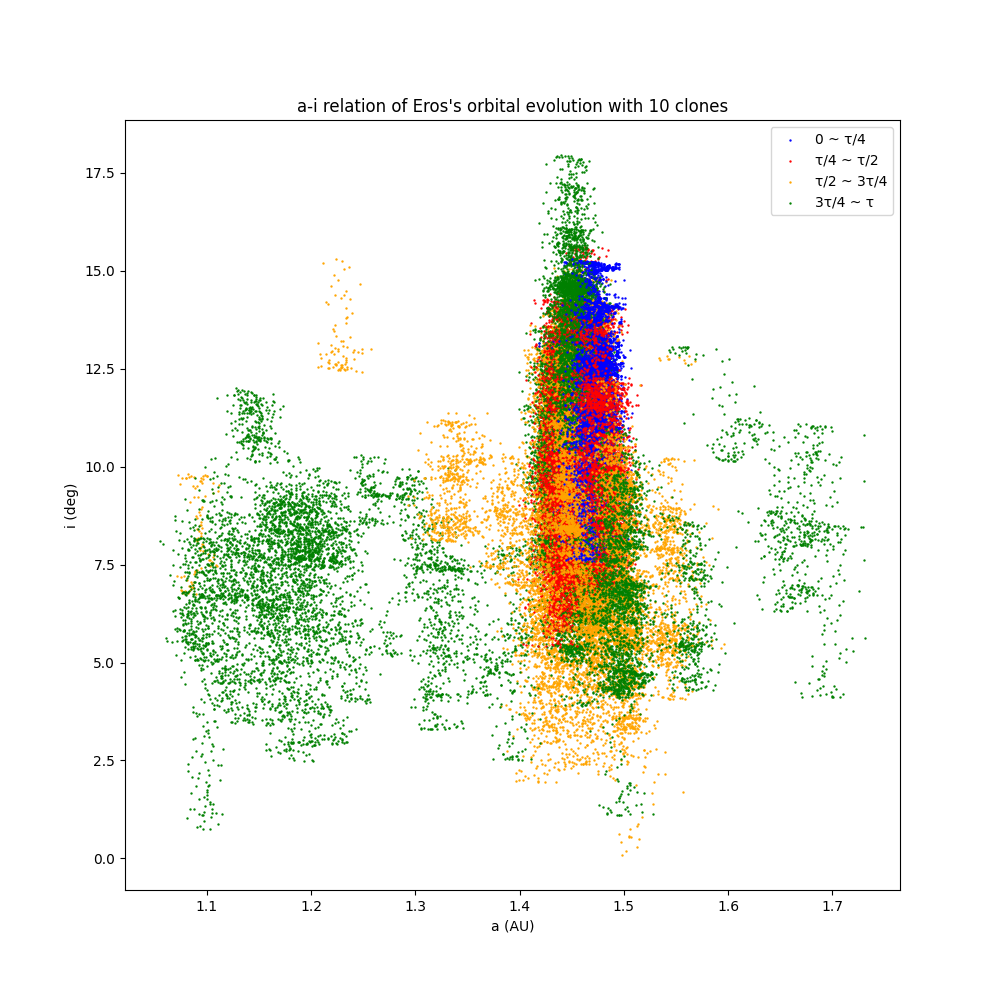 a-i relation of Eros's orbital evolution with 10 clones
0 ~ τ/4
τ/4 ~ τ/2
τ/2 ~ 3τ/4
3τ/4 ~ τ
17.5
15.0
12.5
10.0
7.5
5.0
2.5
0.0
i (deg)
1.1
1.2
1.3
1.4
1.5
1.6
1.7
a (AU)